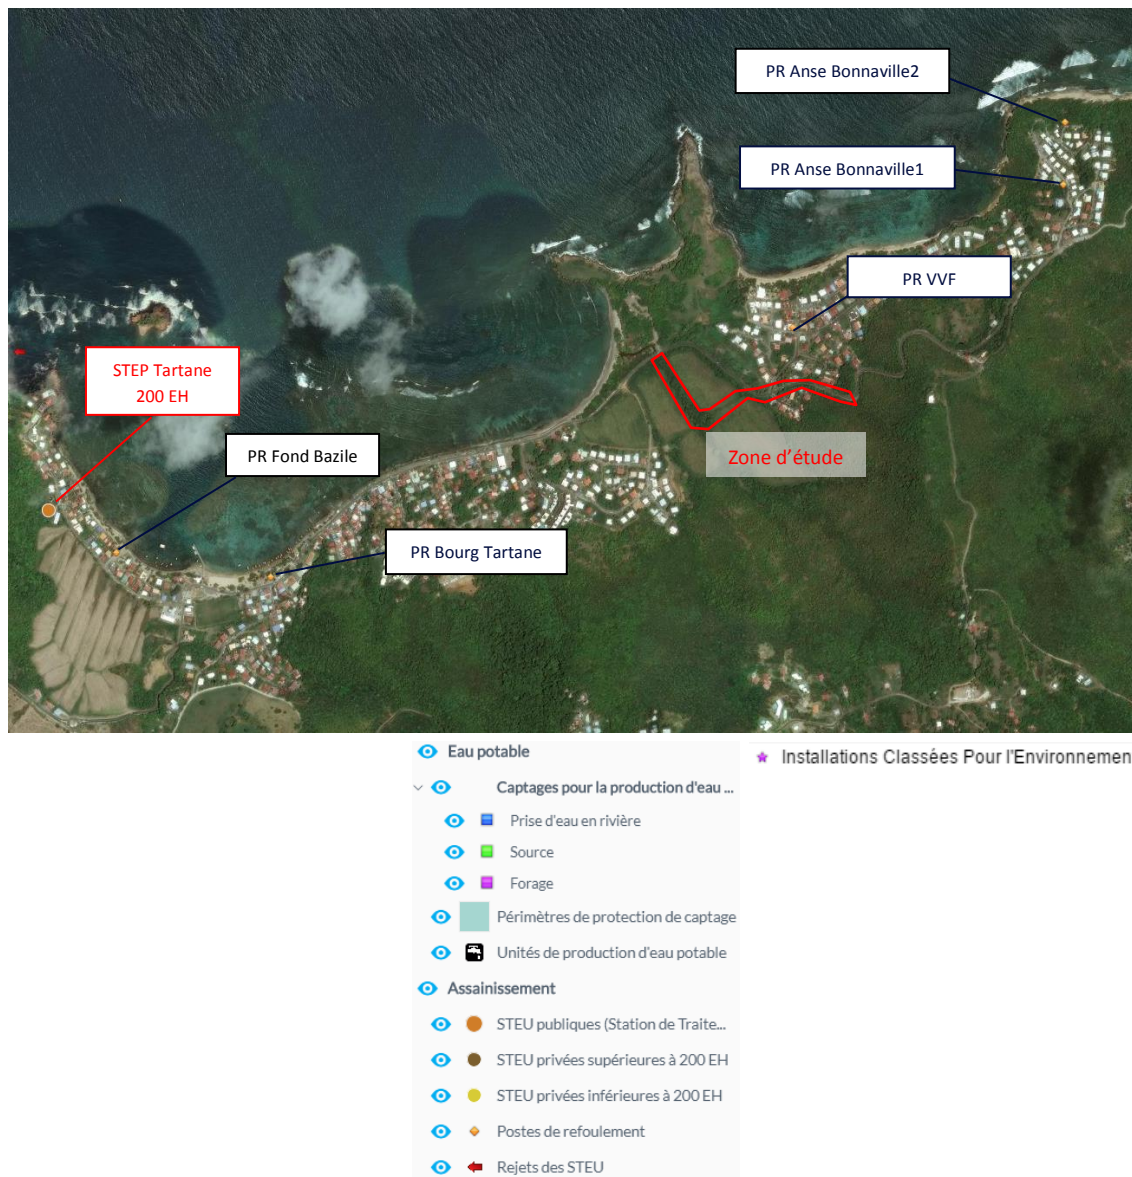 PR Anse Bonnaville2
PR Anse Bonnaville1
PR VVF
STEP Tartane
200 EH
PR Fond Bazile
Zone d'étude
PR Bourg Tartane
Eau potable
Captages pour la production d'eau ...
Prise d'eau en rivière
Source
Forage
Périmètres de protection de captage
Unités de production d'eau potable
Assainissement
STEU publiques (Station de Traite...
STEU privées supérieures à 200 EH
STEU privées inférieures à 200 EH
Postes de refoulement
Rejets des STEU
Installations Classées Pour l'Environnemen